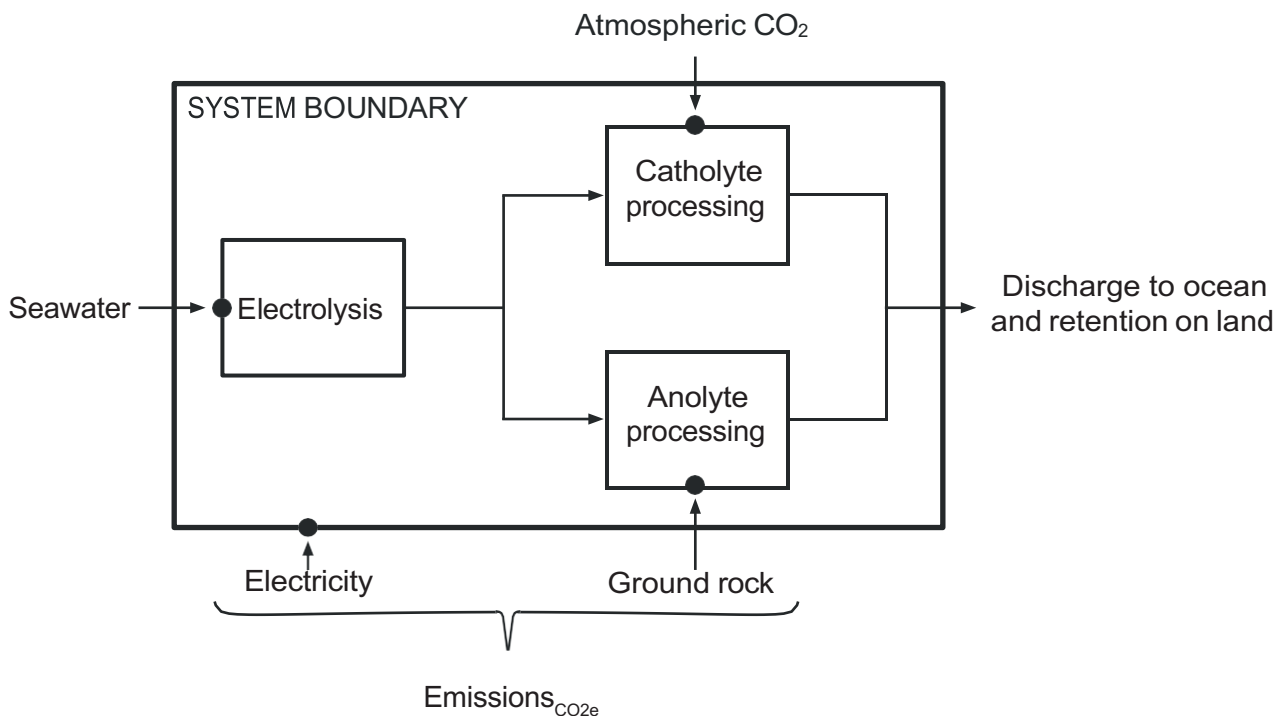 Atmospheric CO₂
SYSTEM BOUNDARY
Catholyte
processing
Seawater
Electrolysis
Discharge to ocean
and retention on land
Anolyte
processing
Electricity
Ground rock
Emissions_CO2e